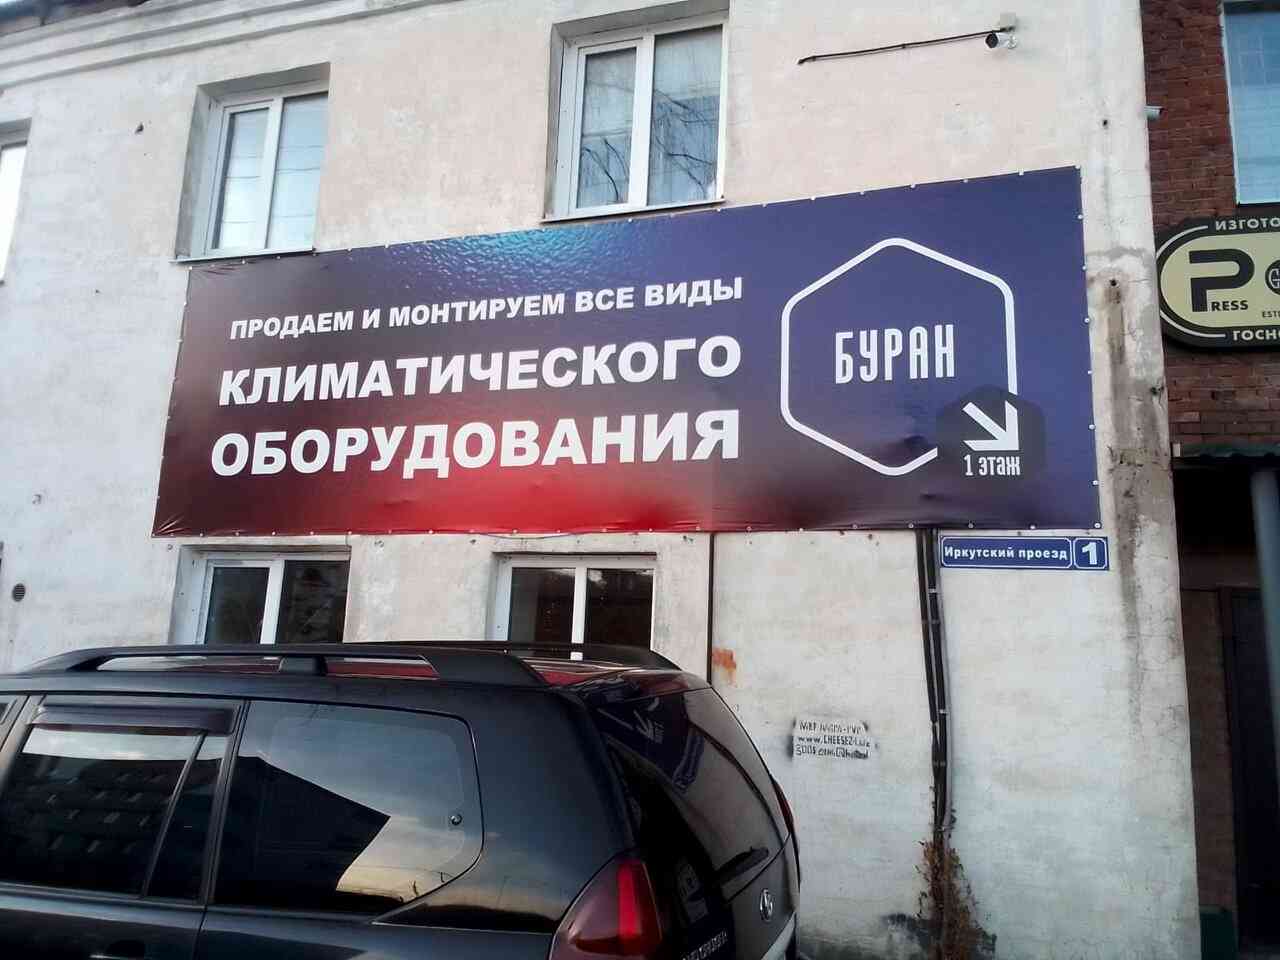 ПРОДАЕМ И МОНТИРУЕМ ВСЕ ВИДЫ
КЛИМАТИЧЕСКОГО
ОБОРУДОВАНИЯ
БУРАН
1 этаж
Иркутский проезд 1
ИЗГОТО
PRESS
ГОСНО